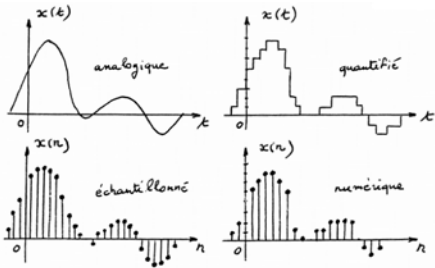 x(t)
analogique
0
t
x(t)
quantifié
0
t
x(n)
échantillonné
0
n
x(n)
numérique
0
n